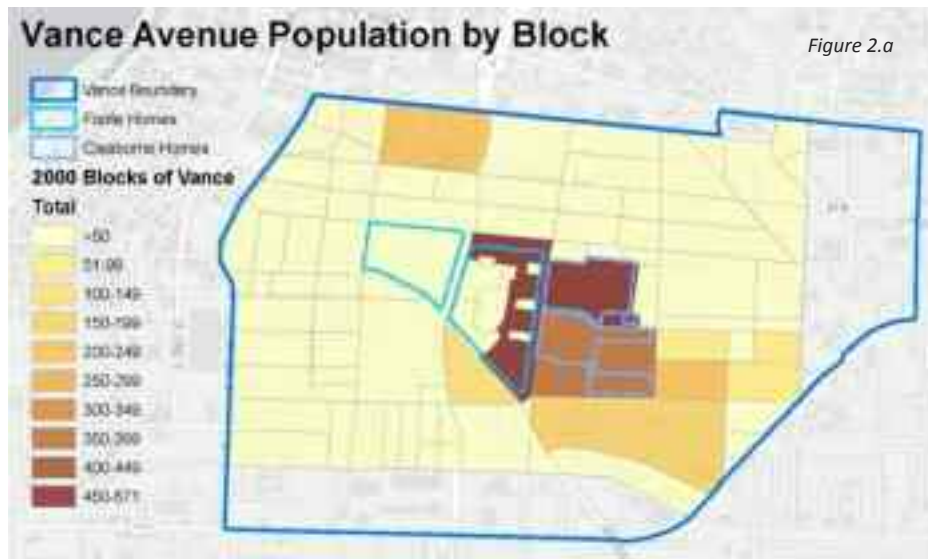 Vance Avenue Population by Block
Figure 2.a
Vance Boundary
Foote Homes
Cleaborne Homes
2000 Blocks of Vance
Total
<50
51-99
100-149
150-199
200-249
250-299
300-349
350-399
400-449
450-571